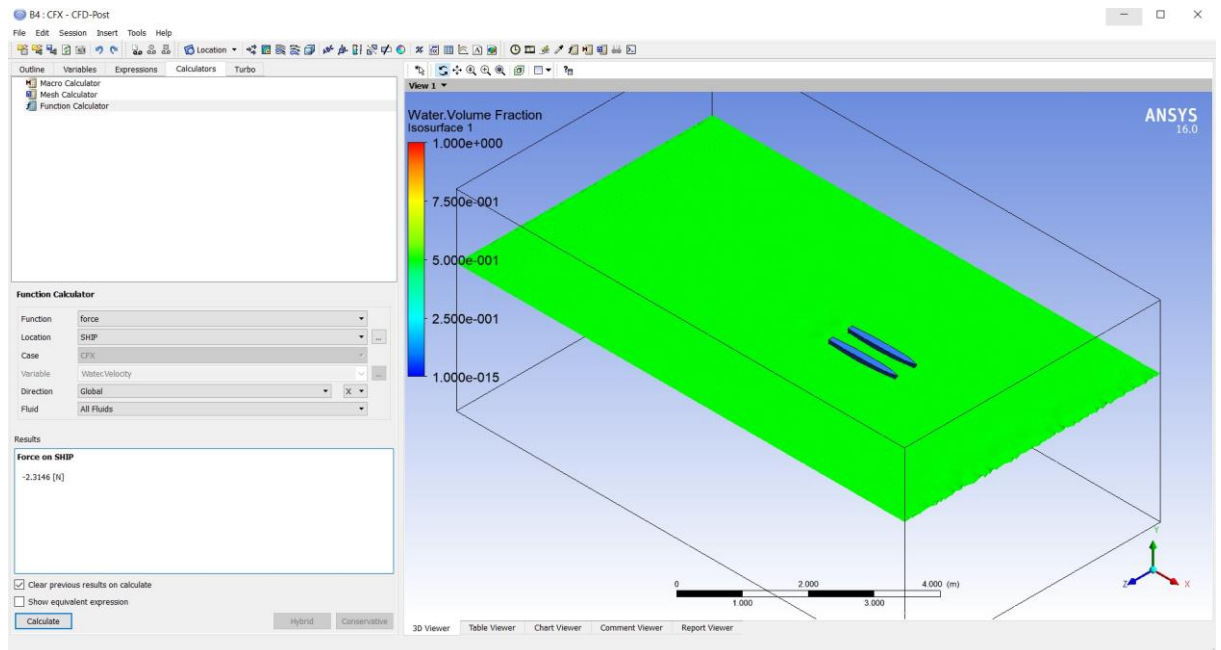 B4 : CFX - CFD-Post
File Edit Session Insert Tools Help
Location
Outline Variables Expressions Calculators Turbo
Macro Calculator
Mesh Calculator
Function Calculator
Function Calculator
Function force
Location SHIP ...
Case CFX
Variable Water.Velocity ...
Direction Global X
Fluid All Fluids
Results
Force on SHIP
-2.3146 [N]
Clear previous results on calculate
Show equivalent expression
Calculate Hybrid Conservative
View 1
Water.Volume Fraction
Isosurface 1
1.000e+000
7.500e-001
5.000e-001
2.500e-001
1.000e-015
ANSYS
16.0
0 2.000 4.000 (m)
1.000 3.000
Y
Z X
3D Viewer Table Viewer Chart Viewer Comment Viewer Report Viewer